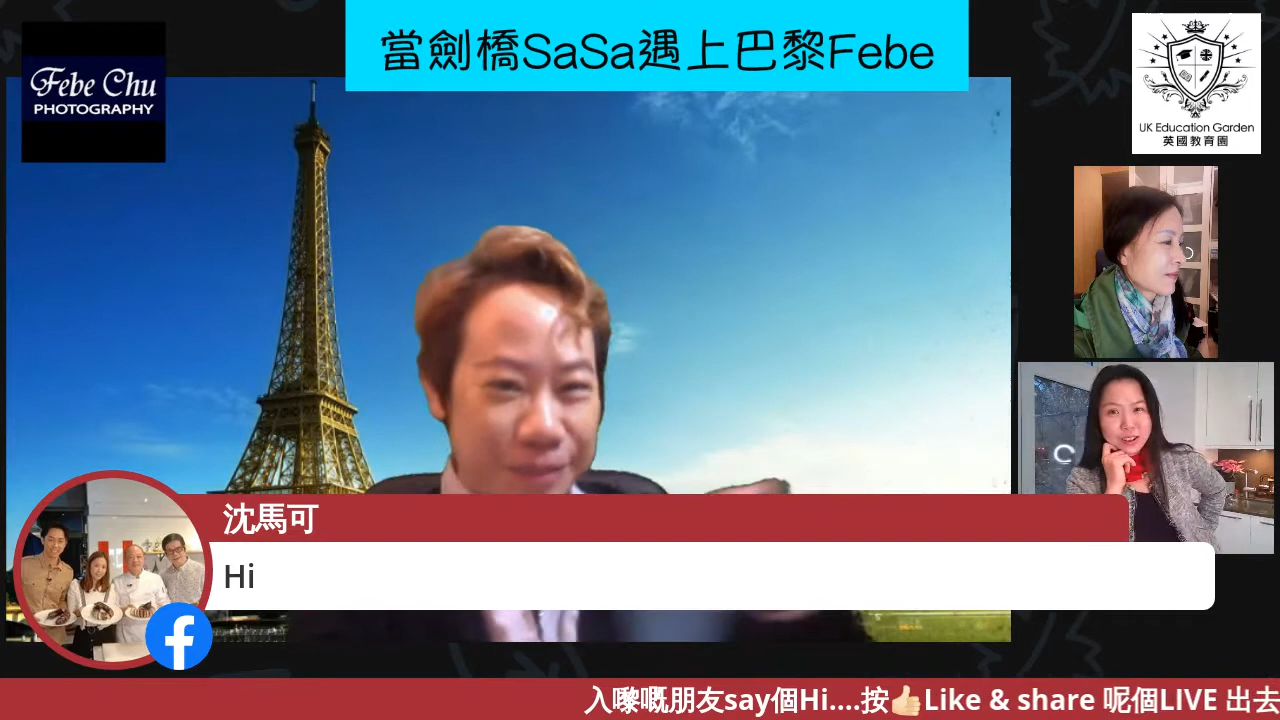 當劍橋SaSa遇上巴黎Febe
Febe Chu
PHOTOGRAPHY
UK Education Garden
英國教育園
沈馬可
Hi
入嚟嘅朋友say個Hi....按👍🏻Like & share 呢個LIVE 出去